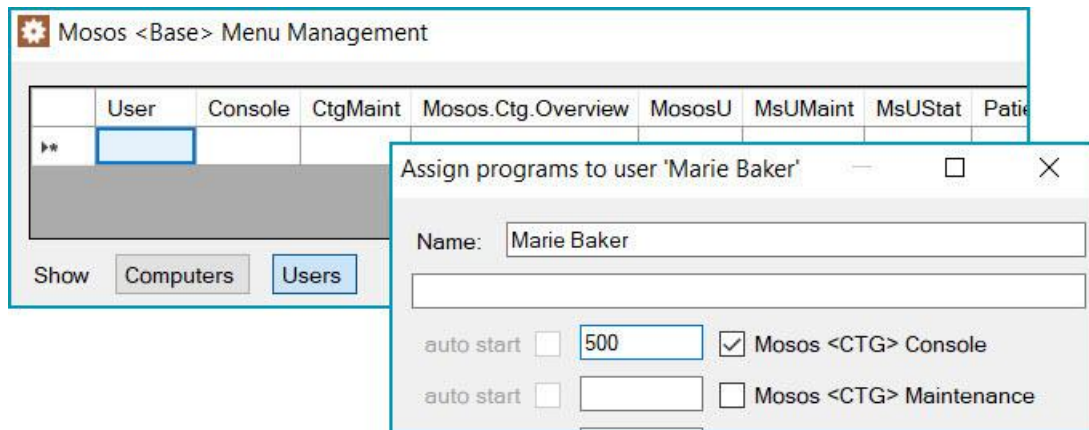 Mosos <Base> Menu Management
User Console CtgMaint Mosos.Ctg.Overview MososU MsUMaint MsUStat
Assign programs to user 'Marie Baker'
Name: Marie Baker
Show Computers Users
auto start 500 Mosos <CTG> Console
auto start Mosos <CTG> Maintenance